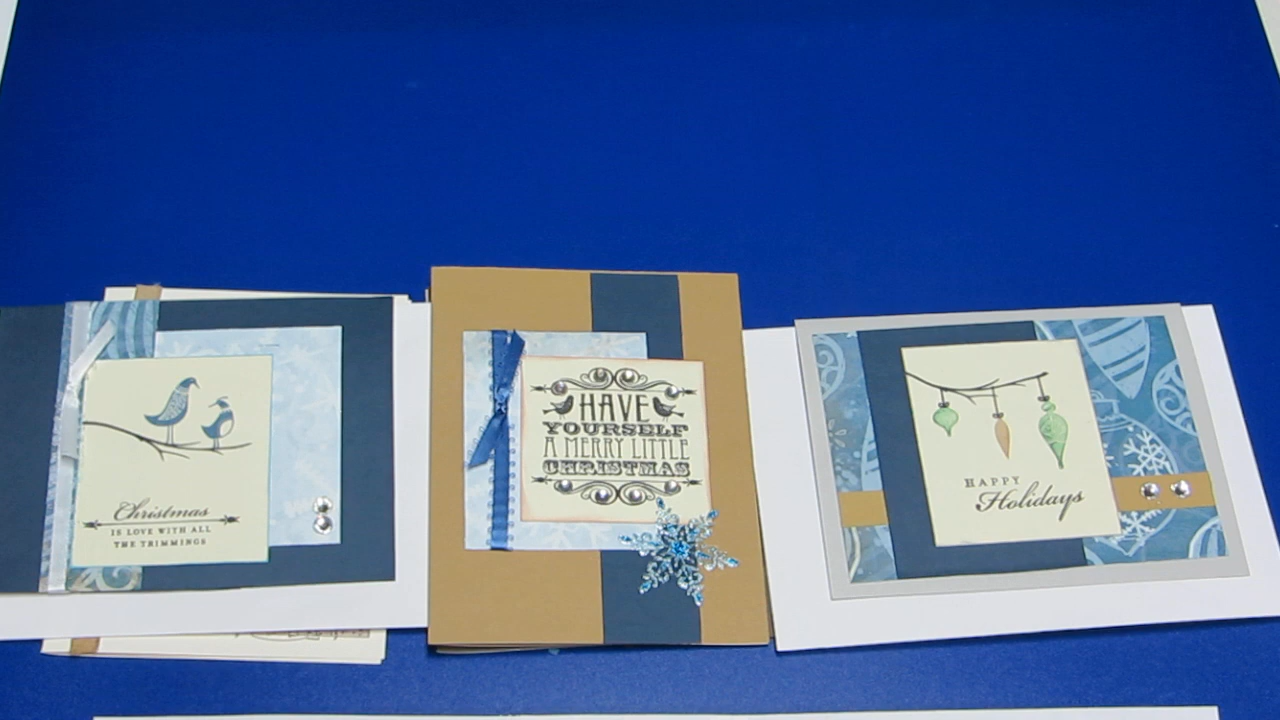 Christmas
IS LOVE WITH ALL
THE TRIMMINGS
HAVE
YOURSELF
A MERRY LITTLE
CHRISTMAS
HAPPY
Holidays